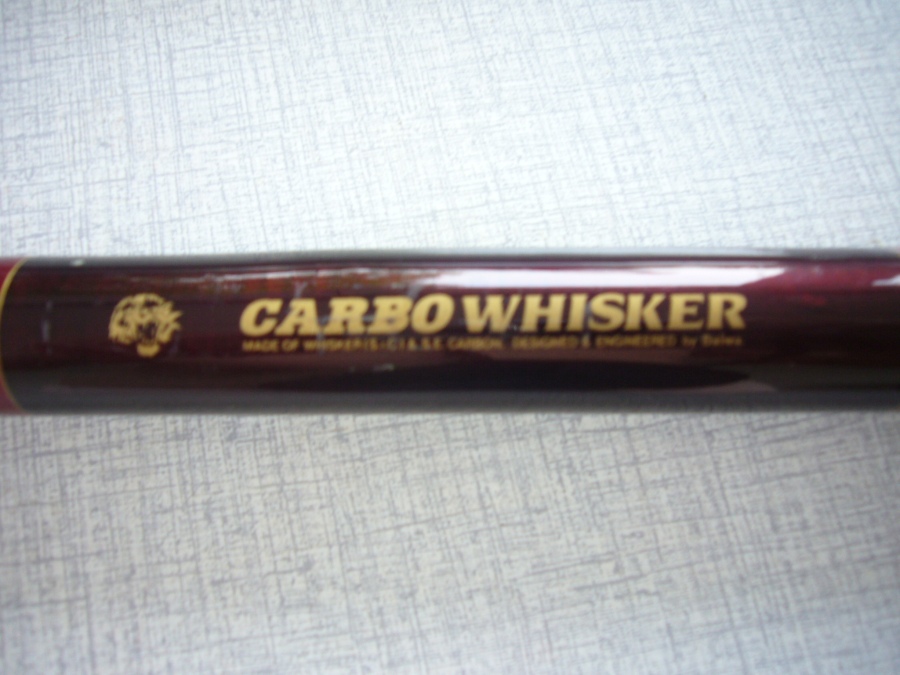 CARBO WHISKER
MADE OF WHISKER (S-C) & S.F. CARBON. DESIGNED & ENGINEERED by Daiwa